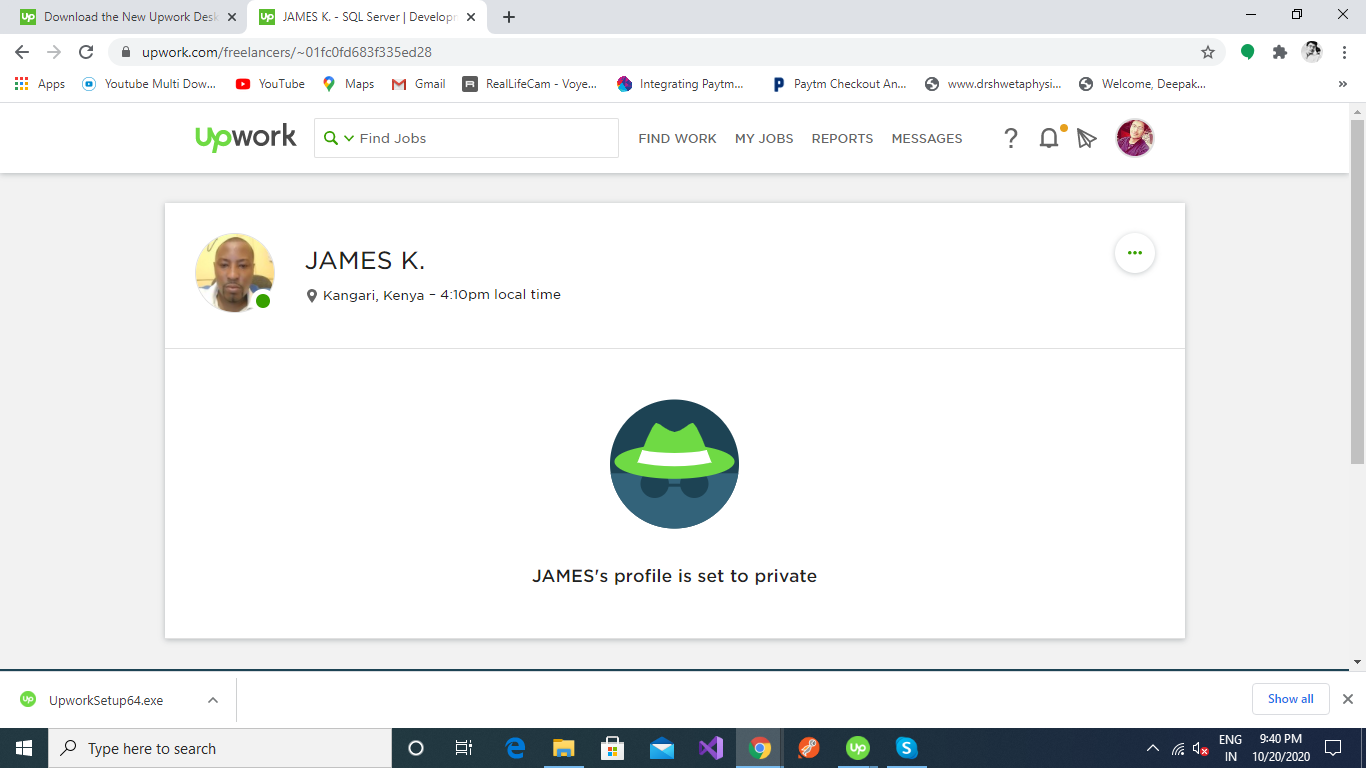 Download the New Upwork Desk
JAMES K. - SQL Server | Developm
upwork.com/freelancers/~01fc0fd683f335ed28
Apps
Youtube Multi Dow...
YouTube
Maps
Gmail
RealLifeCam - Voye...
Integrating Paytm...
Paytm Checkout An...
www.drshwetaphysi...
Welcome, Deepak...
»
upwork
Find Jobs
FIND WORK
MY JOBS
REPORTS
MESSAGES
?
JAMES K.
Kangari, Kenya – 4:10pm local time
JAMES's profile is set to private
UpworkSetup64.exe
Show all
Type here to search
ENG
IN
9:40 PM
10/20/2020